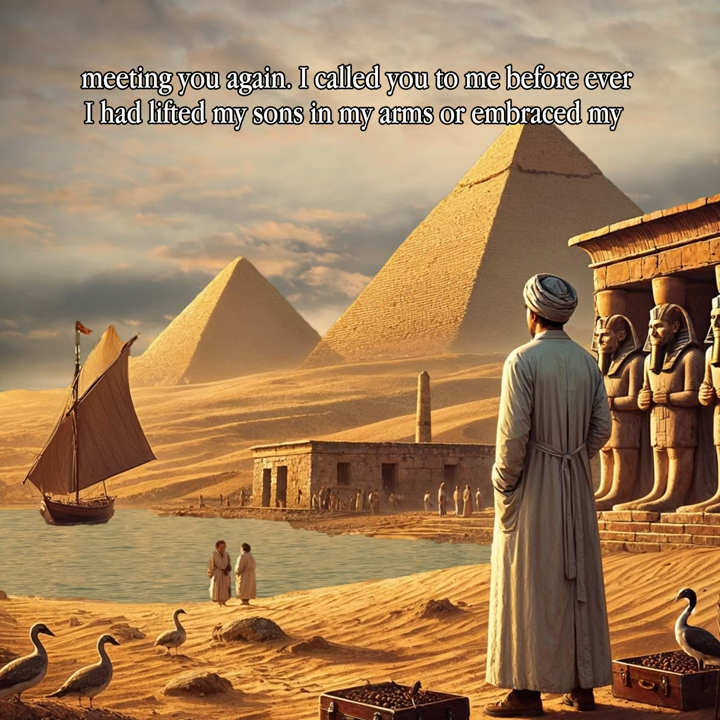 meeting you again. I called you to me before ever
I had lifted my sons in my arms or embraced my